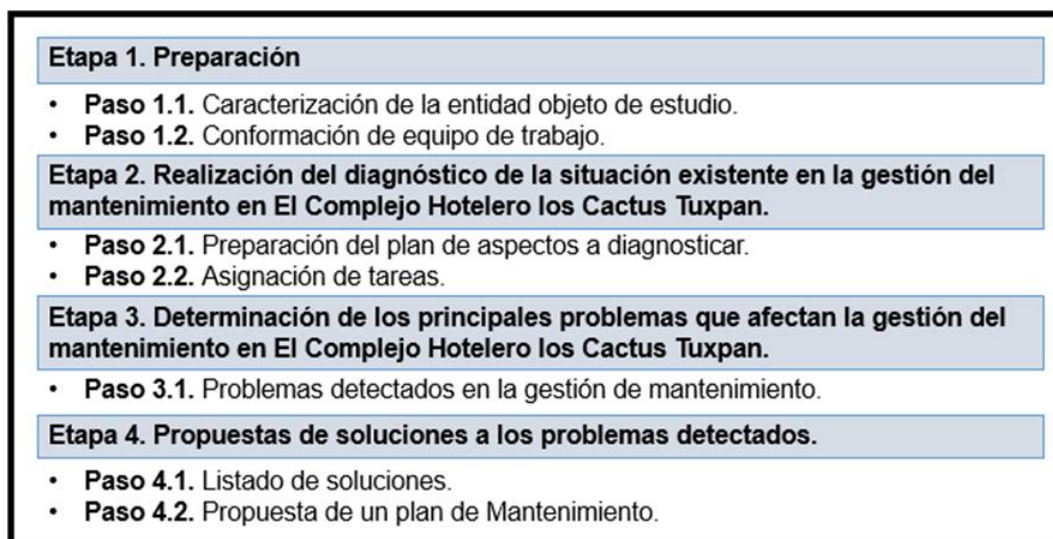 Etapa 1. Preparación
• Paso 1.1. Caracterización de la entidad objeto de estudio.
• Paso 1.2. Conformación de equipo de trabajo.
Etapa 2. Realización del diagnóstico de la situación existente en la gestión del
mantenimiento en El Complejo Hotelero los Cactus Tuxpan.
• Paso 2.1. Preparación del plan de aspectos a diagnosticar.
• Paso 2.2. Asignación de tareas.
Etapa 3. Determinación de los principales problemas que afectan la gestión del
mantenimiento en El Complejo Hotelero los Cactus Tuxpan.
• Paso 3.1. Problemas detectados en la gestión de mantenimiento.
Etapa 4. Propuestas de soluciones a los problemas detectados.
• Paso 4.1. Listado de soluciones.
• Paso 4.2. Propuesta de un plan de Mantenimiento.